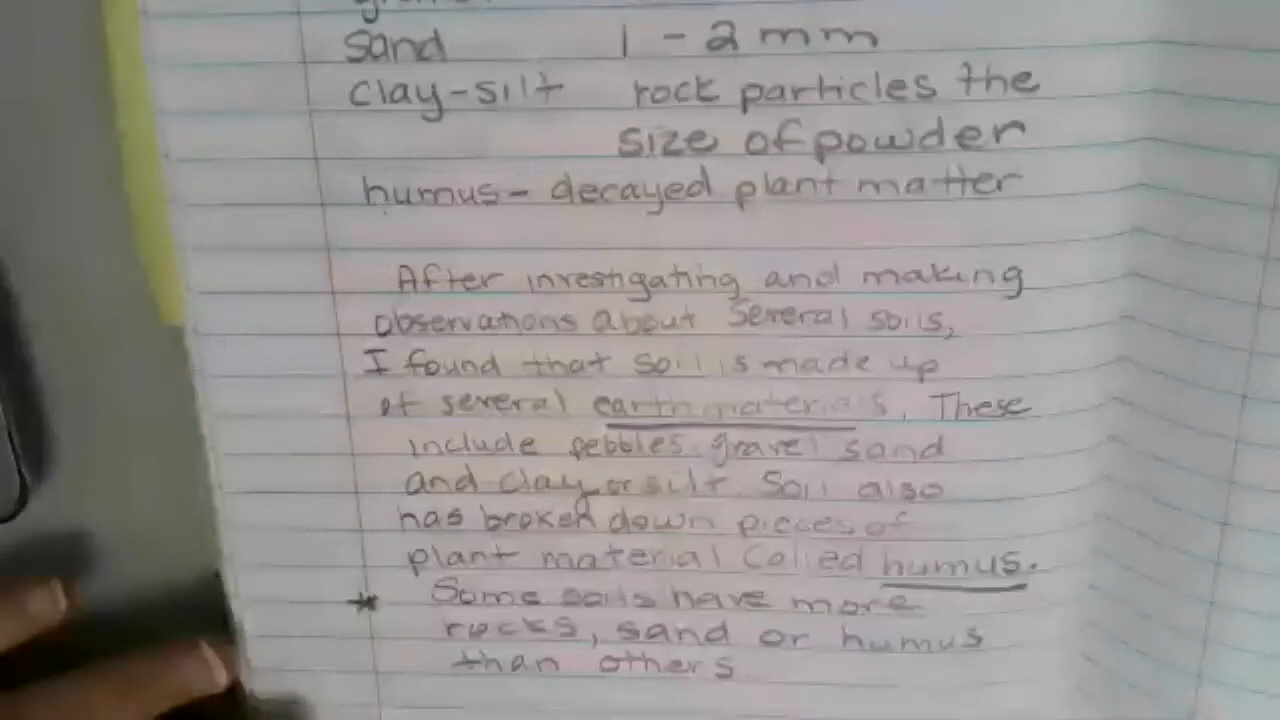 sand 1-2 mm
clay-silt rock particles the
size of powder
humus- decayed plant matter
After investigating and making
observations about several soils,
I found that soil is made up
of several earth materials. These
include pebbles, gravel sand
and clay or silt. Soil also
has broken down pieces of
plant material called humus.
* Some soils have more
rocks, sand or humus
than others